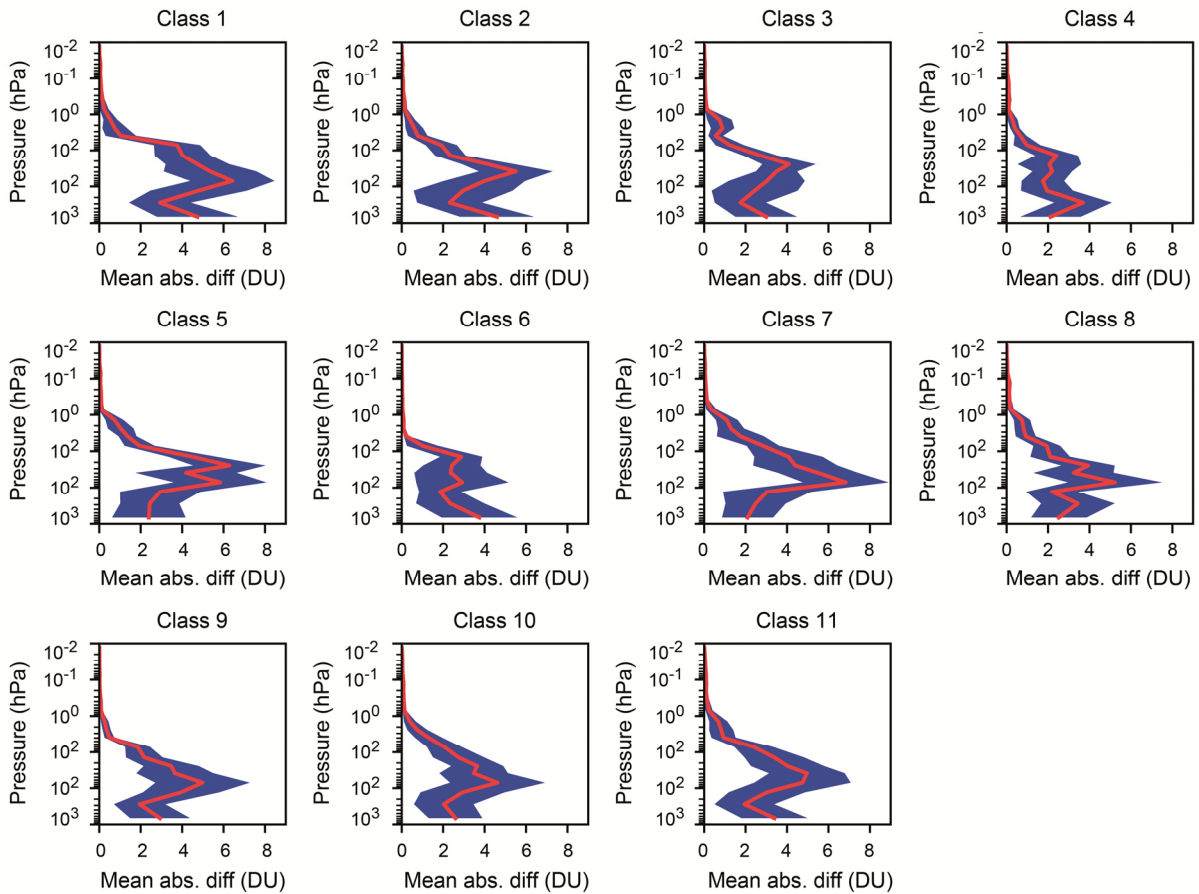 Class 1
Class 2
Class 3
Class 4
Pressure (hPa)
10-2
10-1
100
102
102
103
0 2 4 6 8
Mean abs. diff (DU)
Pressure (hPa)
10-2
10-1
100
102
102
103
0 2 4 6 8
Mean abs. diff (DU)
Pressure (hPa)
10-2
10-1
100
102
102
103
0 2 4 6 8
Mean abs. diff (DU)
Pressure (hPa)
10-2
10-1
100
102
102
103
0 2 4 6 8
Mean abs. diff (DU)
Class 5
Class 6
Class 7
Class 8
Pressure (hPa)
10-2
10-1
100
102
102
103
0 2 4 6 8
Mean abs. diff (DU)
Pressure (hPa)
10-2
10-1
100
102
102
103
0 2 4 6 8
Mean abs. diff (DU)
Pressure (hPa)
10-2
10-1
100
102
102
103
0 2 4 6 8
Mean abs. diff (DU)
Pressure (hPa)
10-2
10-1
100
102
102
103
0 2 4 6 8
Mean abs. diff (DU)
Class 9
Class 10
Class 11
Pressure (hPa)
10-2
10-1
100
102
102
103
0 2 4 6 8
Mean abs. diff (DU)
Pressure (hPa)
10-2
10-1
100
102
102
103
0 2 4 6 8
Mean abs. diff (DU)
Pressure (hPa)
10-2
10-1
100
102
102
103
0 2 4 6 8
Mean abs. diff (DU)